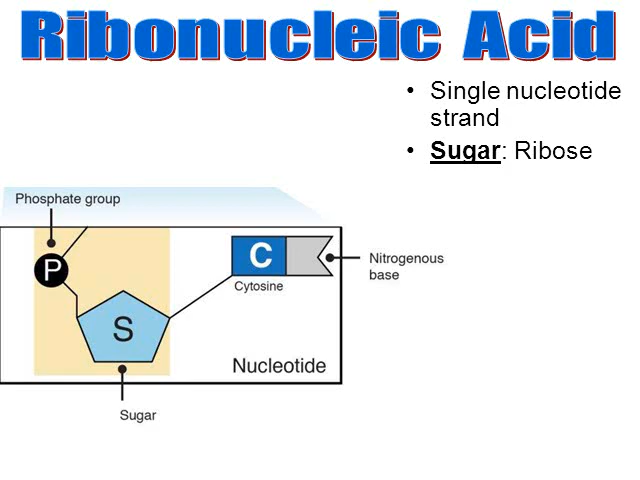 Ribonucleic Acid
• Single nucleotide
strand
• Sugar: Ribose
Phosphate group
P
C
Cytosine
Nitrogenous
base
S
Nucleotide
Sugar